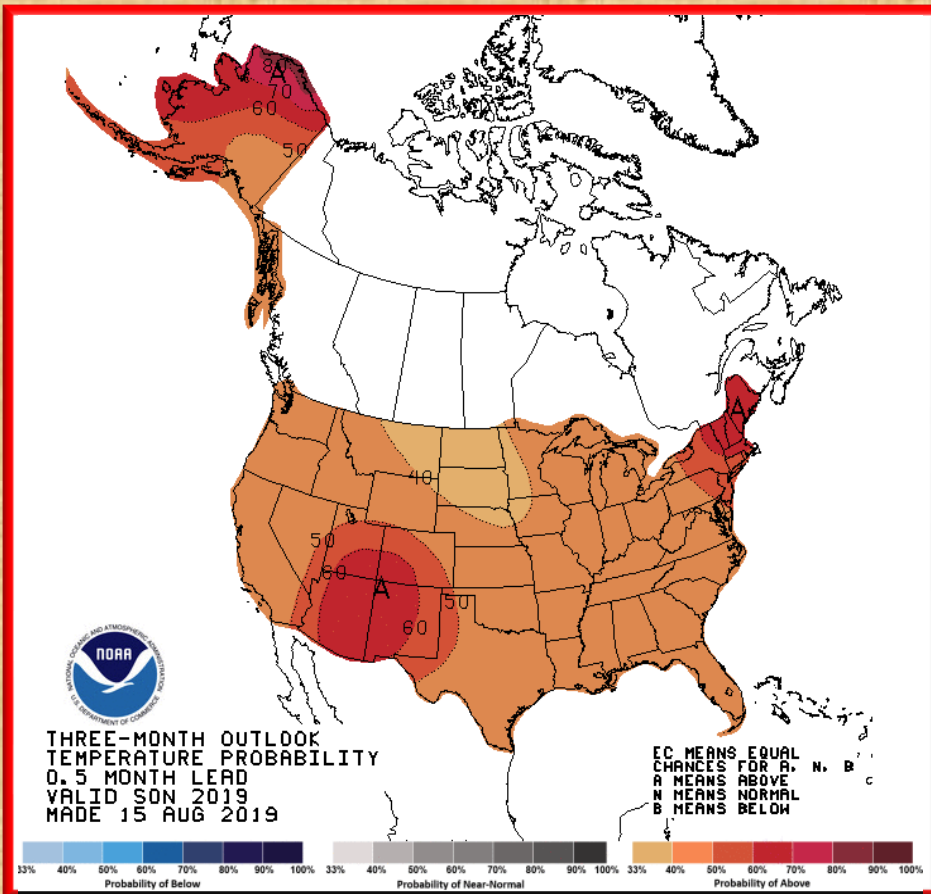 80
A
70
60
50
A
40
50
60
A
50
60
NOAA
NATIONAL OCEANIC AND ATMOSPHERIC ADMINISTRATION
U.S. DEPARTMENT OF COMMERCE
THREE-MONTH OUTLOOK
TEMPERATURE PROBABILITY
0.5 MONTH LEAD
VALID SON 2019
MADE 15 AUG 2019
EC MEANS EQUAL
CHANCES FOR A, N, B
A MEANS ABOVE
N MEANS NORMAL
B MEANS BELOW
33% 40% 50% 60% 70% 80% 90% 100%
Probability of Below
33% 40% 50% 60% 70% 80% 90% 100%
Probability of Near-Normal
33% 40% 50% 60% 70% 80% 90% 100%
Probability of Above